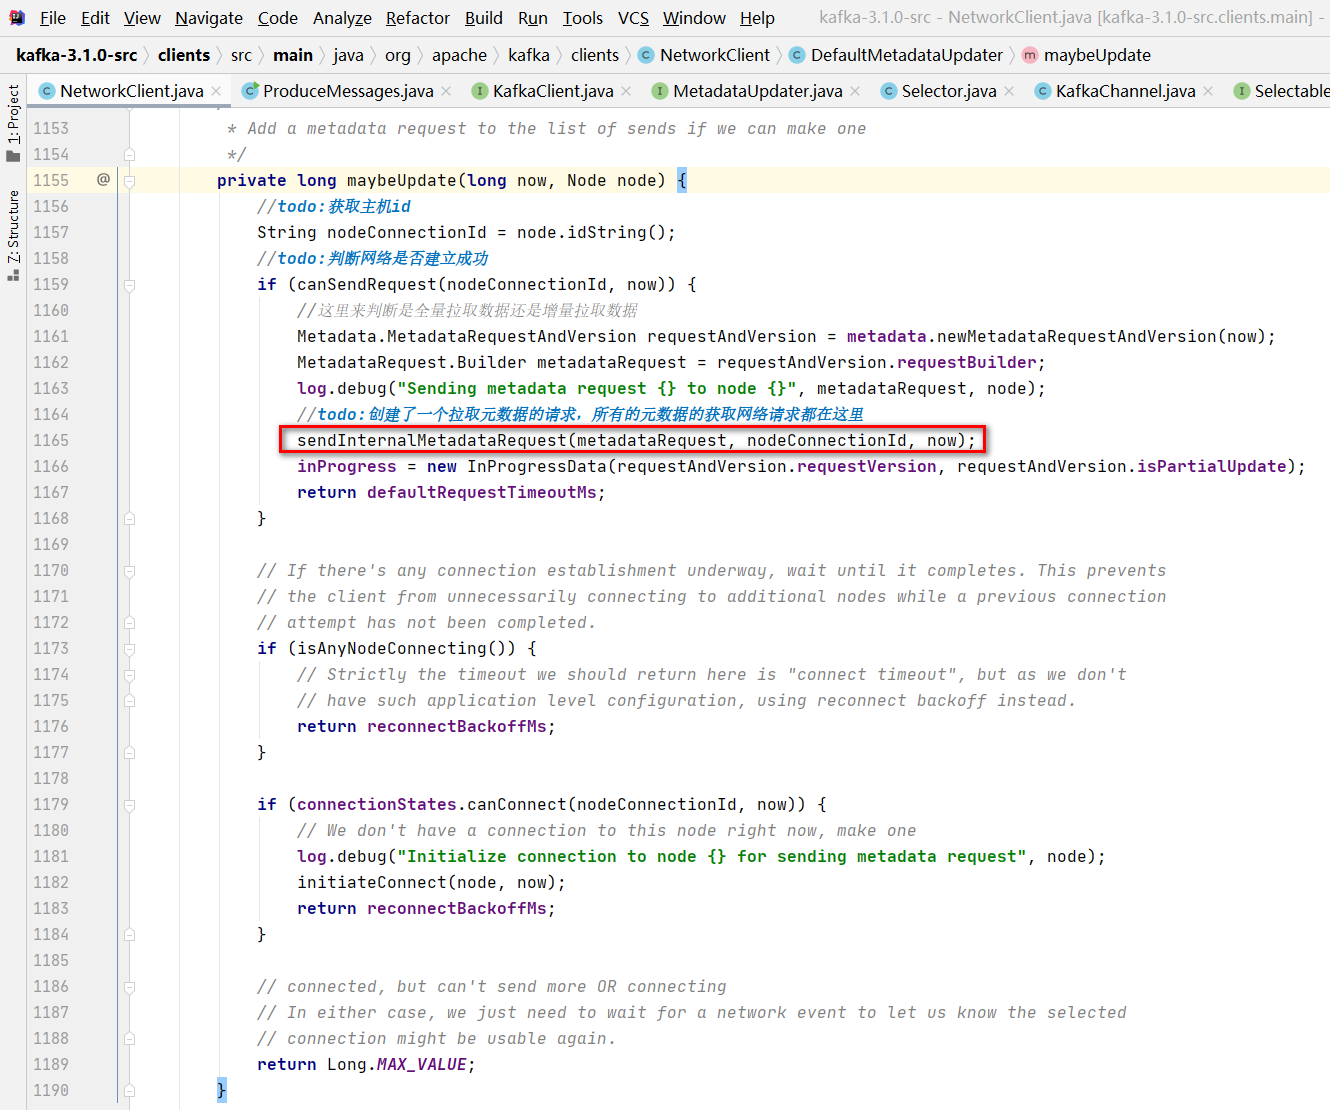 File Edit View Navigate Code Analyze Refactor Build Run Tools VCS Window Help kafka-3.1.0-src - NetworkClient.java [kafka-3.1.0-src.clients.main] -
kafka-3.1.0-src clients src main java org apache kafka clients NetworkClient DefaultMetadataUpdater maybeUpdate
NetworkClient.java ProduceMessages.java KafkaClient.java MetadataUpdater.java Selector.java KafkaChannel.java Selectable
1: Project
7: Structure
1153 * Add a metadata request to the list of sends if we can make one
1154 */
1155 @ private long maybeUpdate(long now, Node node) {
1156 //todo:获取主机id
1157 String nodeConnectionId = node.idString();
1158 //todo:判断网络是否建立成功
1159 if (canSendRequest(nodeConnectionId, now)) {
1160 //这里来判断是全量拉取数据还是增量拉取数据
1161 Metadata.MetadataRequestAndVersion requestAndVersion = metadata.newMetadataRequestAndVersion(now);
1162 MetadataRequest.Builder metadataRequest = requestAndVersion.requestBuilder;
1163 log.debug("Sending metadata request {} to node {}", metadataRequest, node);
1164 //todo:创建了一个拉取元数据的请求，所有的元数据的获取网络请求都在这里
1165 sendInternalMetadataRequest(metadataRequest, nodeConnectionId, now);
1166 inProgress = new InProgressData(requestAndVersion.requestVersion, requestAndVersion.isPartialUpdate);
1167 return defaultRequestTimeoutMs;
1168 }
1169
1170 // If there's any connection establishment underway, wait until it completes. This prevents
1171 // the client from unnecessarily connecting to additional nodes while a previous connection
1172 // attempt has not been completed.
1173 if (isAnyNodeConnecting()) {
1174 // Strictly the timeout we should return here is "connect timeout", but as we don't
1175 // have such application level configuration, using reconnect backoff instead.
1176 return reconnectBackoffMs;
1177 }
1178
1179 if (connectionStates.canConnect(nodeConnectionId, now)) {
1180 // We don't have a connection to this node right now, make one
1181 log.debug("Initialize connection to node {} for sending metadata request", node);
1182 initiateConnect(node, now);
1183 return reconnectBackoffMs;
1184 }
1185
1186 // connected, but can't send more OR connecting
1187 // In either case, we just need to wait for a network event to let us know the selected
1188 // connection might be usable again.
1189 return Long.MAX_VALUE;
1190 }